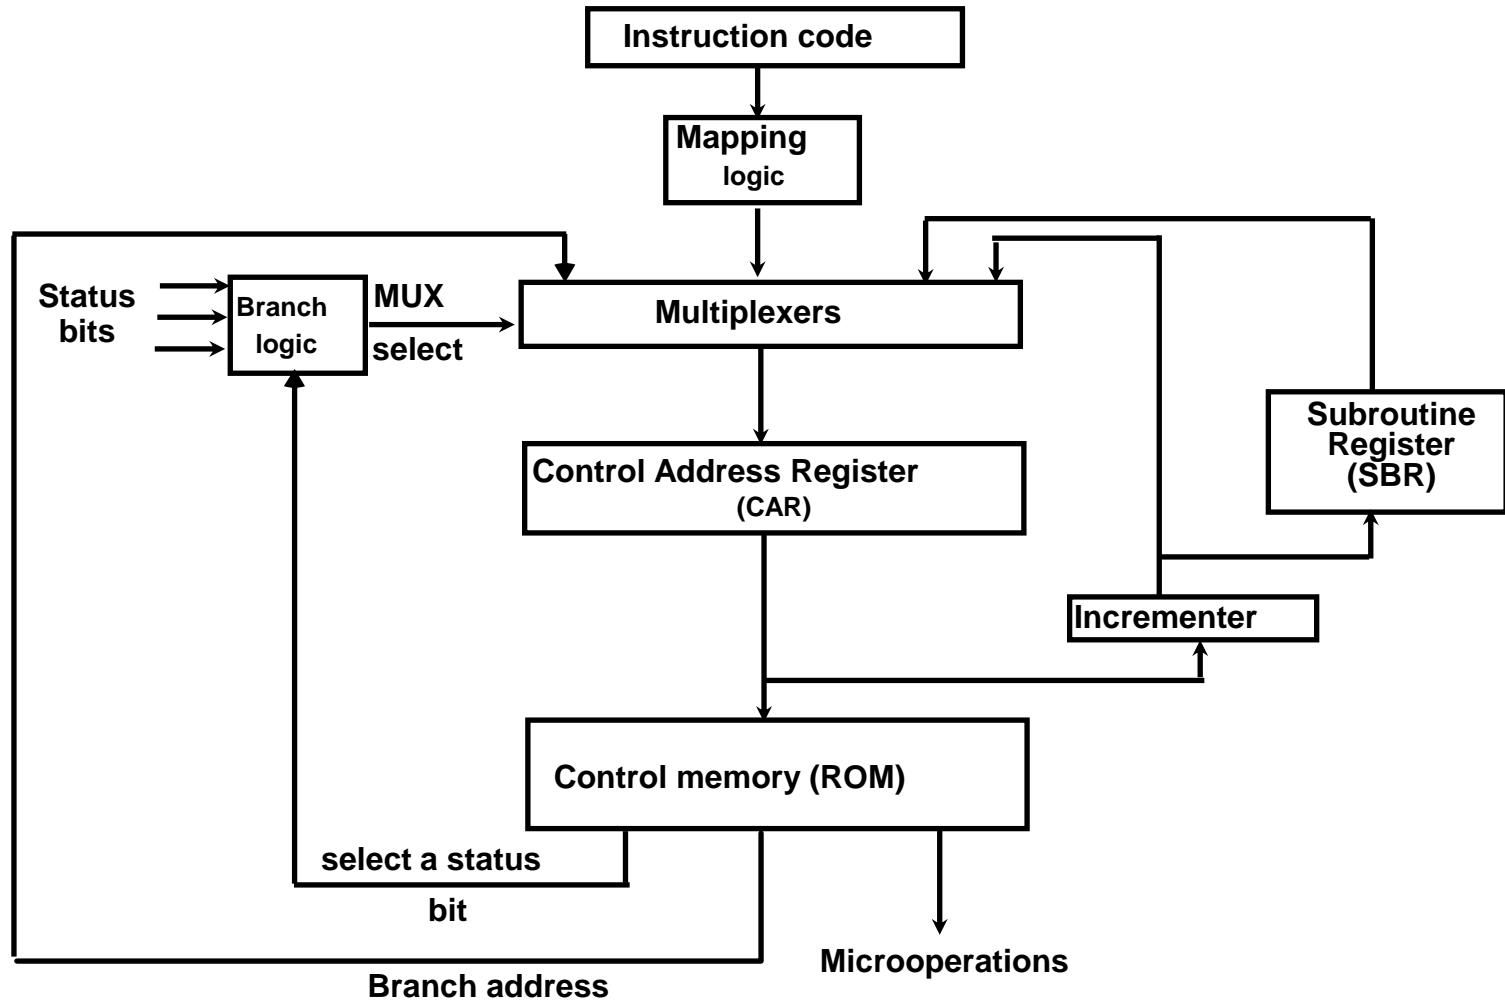 Instruction code
Mapping
logic
Status
bits
Branch
logic
MUX
select
Multiplexers
Control Address Register
(CAR)
Subroutine
Register
(SBR)
Incrementer
Control memory (ROM)
select a status
bit
Microoperations
Branch address